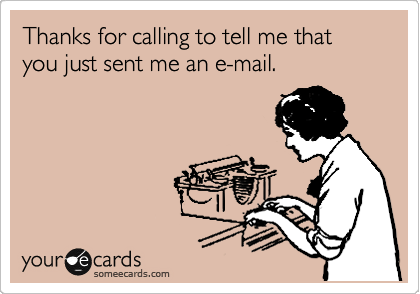 Thanks for calling to tell me that
you just sent me an e-mail.
your e cards
someecards.com